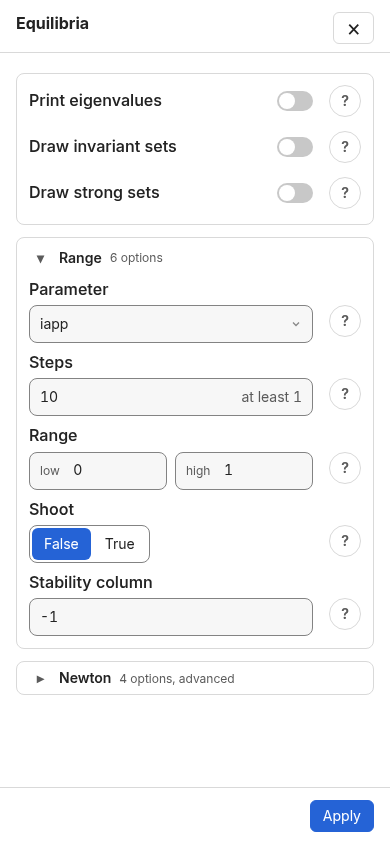 Equilibria
×
Print eigenvalues ?
Draw invariant sets ?
Draw strong sets ?
▼ Range 6 options
Parameter
iapp ?
Steps
10 at least 1 ?
Range
low 0 high 1 ?
Shoot
False True ?
Stability column
-1 ?
► Newton 4 options, advanced
Apply